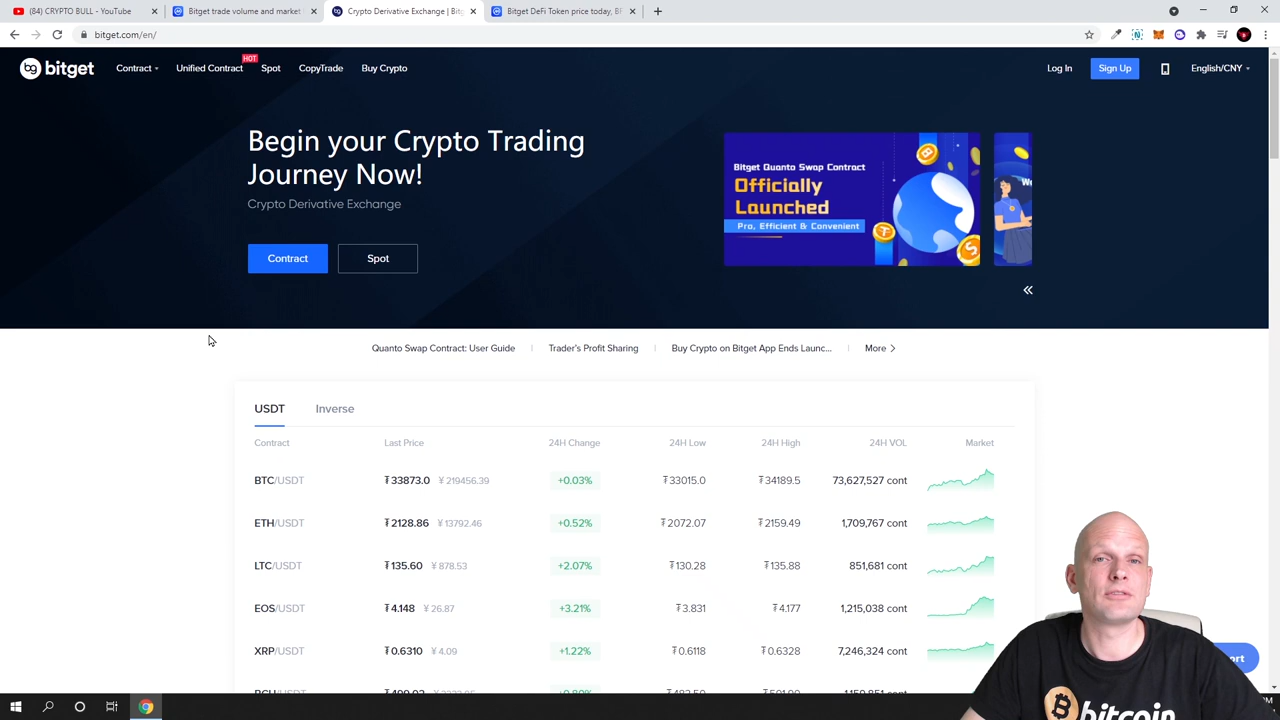 (84) CRYPTO BULL - YouTube
Bitget trade volume and market
Crypto Derivative Exchange | Bitg
Bitget DeFi Token price today, BF
bitget.com/en/
bitget
Contract
Unified Contract
HOT
Spot
CopyTrade
Buy Crypto
Log In
Sign Up
English/CNY
Begin your Crypto Trading
Journey Now!
Crypto Derivative Exchange
Contract
Spot
Bitget Quanto Swap Contract
Officially
Launched
Pro, Efficient & Convenient
Quanto Swap Contract: User Guide
Trader's Profit Sharing
Buy Crypto on Bitget App Ends Launc...
More
USDT Inverse
Contract Last Price 24H Change 24H Low 24H High 24H VOL Market
BTC/USDT ₮33873.0 ¥ 219456.39 +0.03% ₮33015.0 ₮34189.5 73,627,527 cont
ETH/USDT ₮2128.86 ¥ 13792.46 +0.52% ₮2072.07 ₮2159.49 1,709,767 cont
LTC/USDT ₮135.60 ¥ 878.53 +2.07% ₮130.28 ₮135.88 851,681 cont
EOS/USDT ₮4.148 ¥ 26.87 +3.21% ₮3.831 ₮4.177 1,215,038 cont
XRP/USDT ₮0.6310 ¥ 4.09 +1.22% ₮0.6118 ₮0.6328 7,246,324 cont
bitcoin